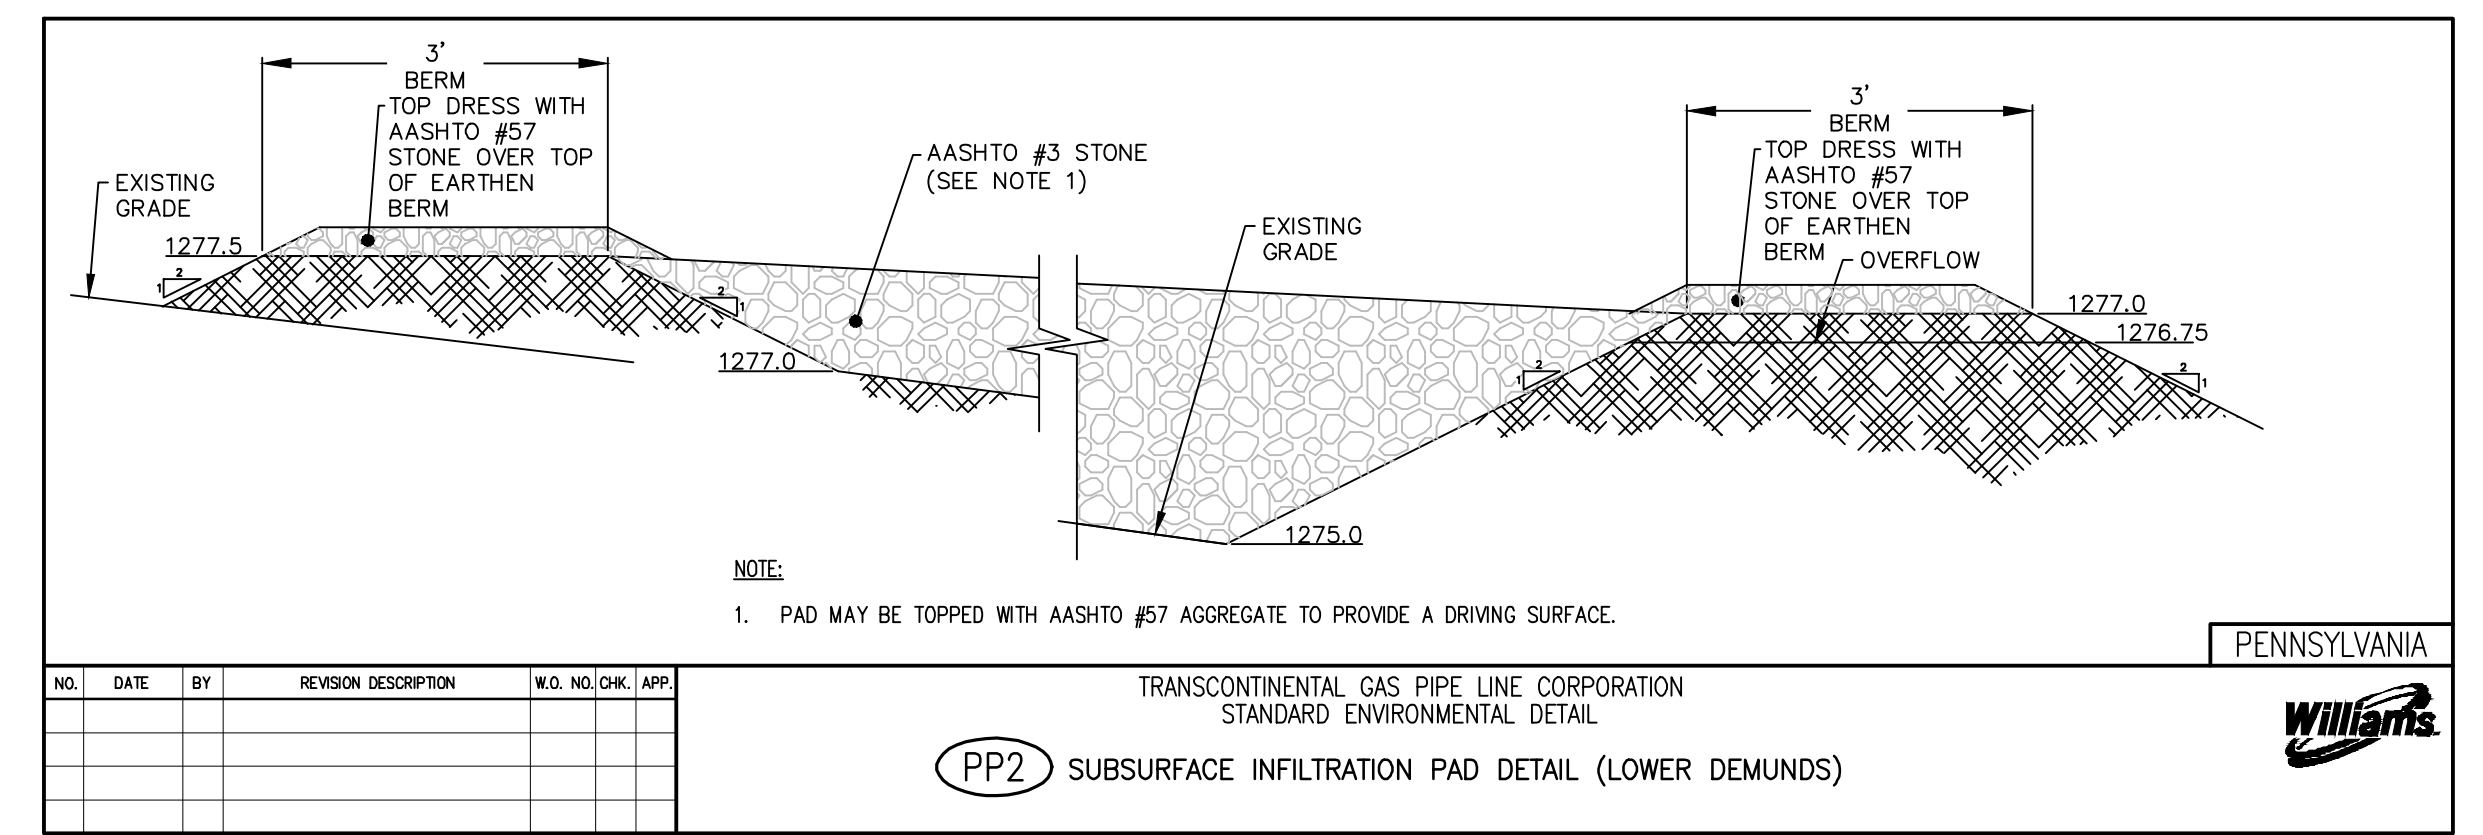 3'
BERM
TOP DRESS WITH
AASHTO #57
STONE OVER TOP
OF EARTHEN
BERM
EXISTING
GRADE
1277.5
2
1
AASHTO #3 STONE
(SEE NOTE 1)
2
1
1277.0
EXISTING
GRADE
3'
BERM
TOP DRESS WITH
AASHTO #57
STONE OVER TOP
OF EARTHEN
BERM
OVERFLOW
1277.0
1276.75
2
1
2
1
1275.0
NOTE:
1. PAD MAY BE TOPPED WITH AASHTO #57 AGGREGATE TO PROVIDE A DRIVING SURFACE.
PENNSYLVANIA
NO. DATE BY REVISION DESCRIPTION W.O. NO. CHK. APP.
TRANSCONTINENTAL GAS PIPE LINE CORPORATION
STANDARD ENVIRONMENTAL DETAIL
PP2 SUBSURFACE INFILTRATION PAD DETAIL (LOWER DEMUNDS)
Williams